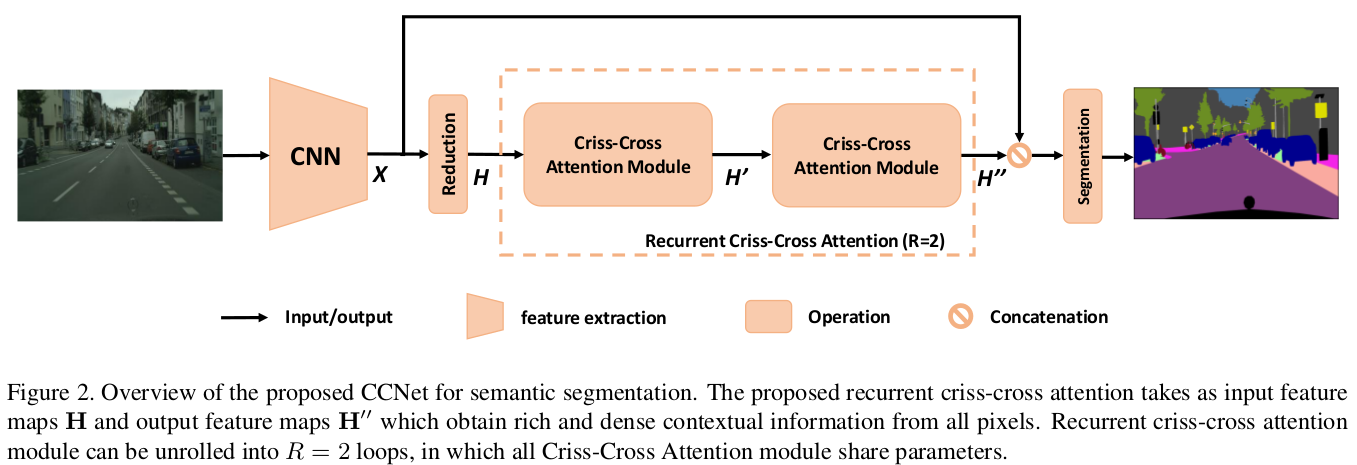 CNN
X
Reduction
H
Criss-Cross
Attention Module
H’
Criss-Cross
Attention Module
H’’
Segmentation
Recurrent Criss-Cross Attention (R=2)
Input/output
feature extraction
Operation
Concatenation
Figure 2. Overview of the proposed CCNet for semantic segmentation. The proposed recurrent criss-cross attention takes as input feature
maps H and output feature maps H′′ which obtain rich and dense contextual information from all pixels. Recurrent criss-cross attention
module can be unrolled into R = 2 loops, in which all Criss-Cross Attention module share parameters.